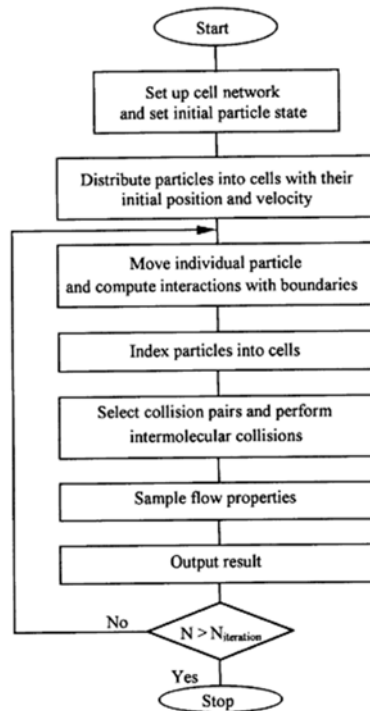 Start
Set up cell network
and set initial particle state
Distribute particles into cells with their
initial position and velocity
Move individual particle
and compute interactions with boundaries
Index particles into cells
Select collision pairs and perform
intermolecular collisions
Sample flow properties
Output result
No
N > Niteration
Yes
Stop